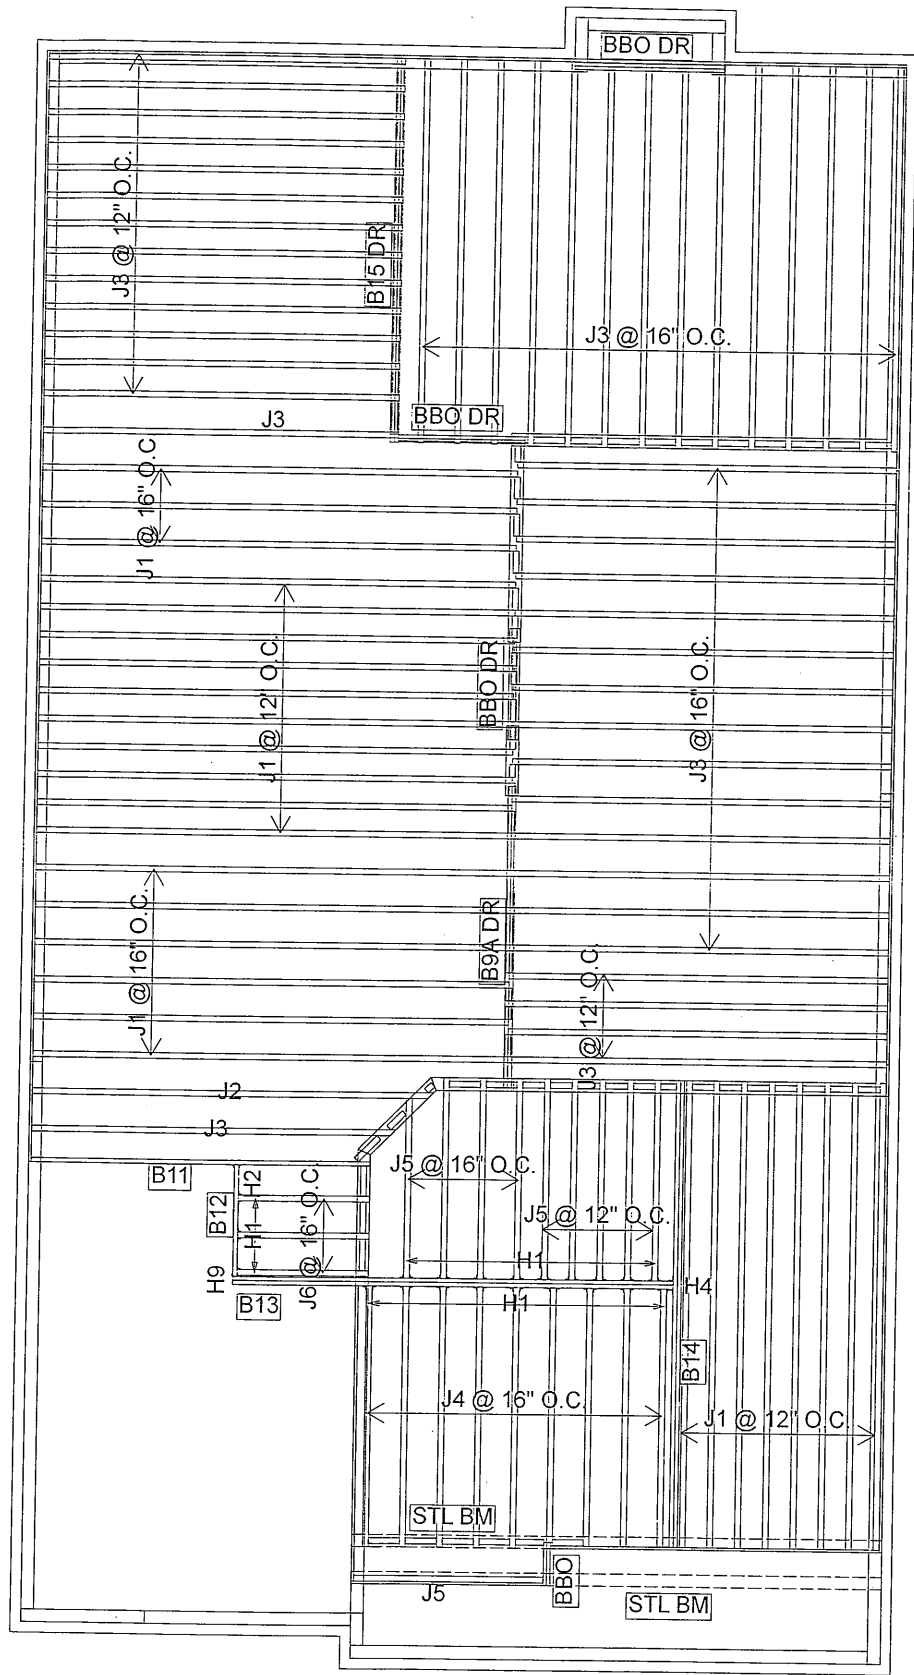 BBO DR
J3 @ 12" O.C.
B15 DR
J3 @ 16" O.C.
BBO DR
J3
J1 @ 16" O.C
J1 @ 12" O.C.
BBO DR
J3 @ 16" O.C.
J1 @ 16" O.C.
B9A DR
J3 @ 12" O.C.
J2
J3
B11
H2
B12
H1
J6 @ 16" O.C.
J5 @ 16" O.C.
J5 @ 12" O.C.
H1
H9
B13
H1
H4
B14
J4 @ 16" O.C.
J1 @ 12" O.C.
STL BM
J5
BBO
STL BM